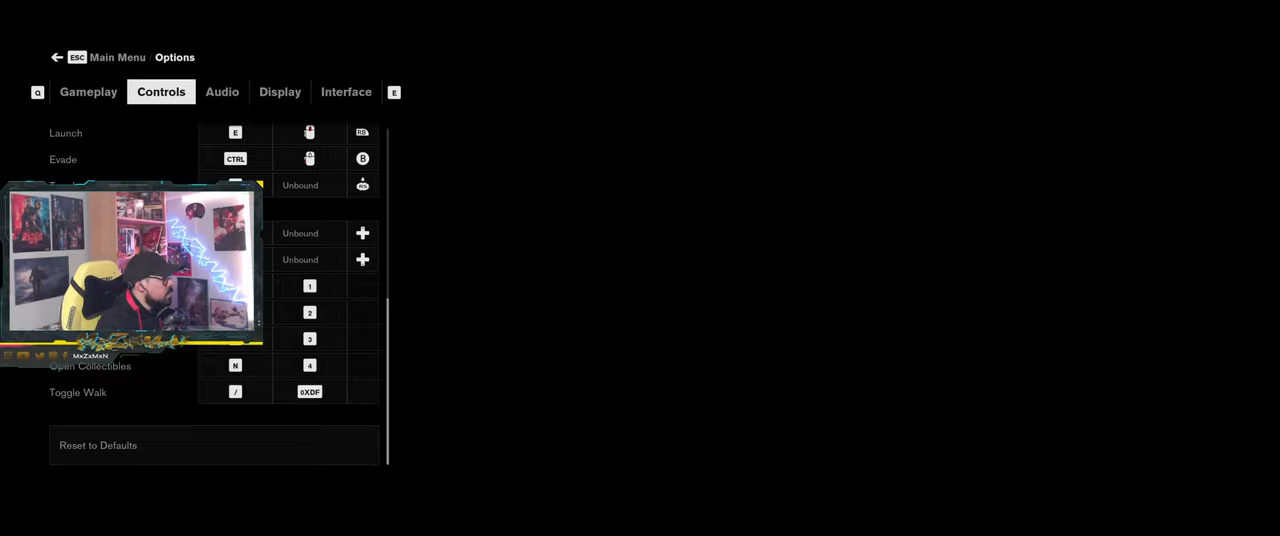 ESC Main Menu / Options
Q Gameplay Controls Audio Display Interface E
Launch E RB
Evade CTRL B
Unbound RS
Unbound
Unbound
1
2
3
Open Collectibles N 4
Toggle Walk / 0XDF
Reset to Defaults
MxZxMxN